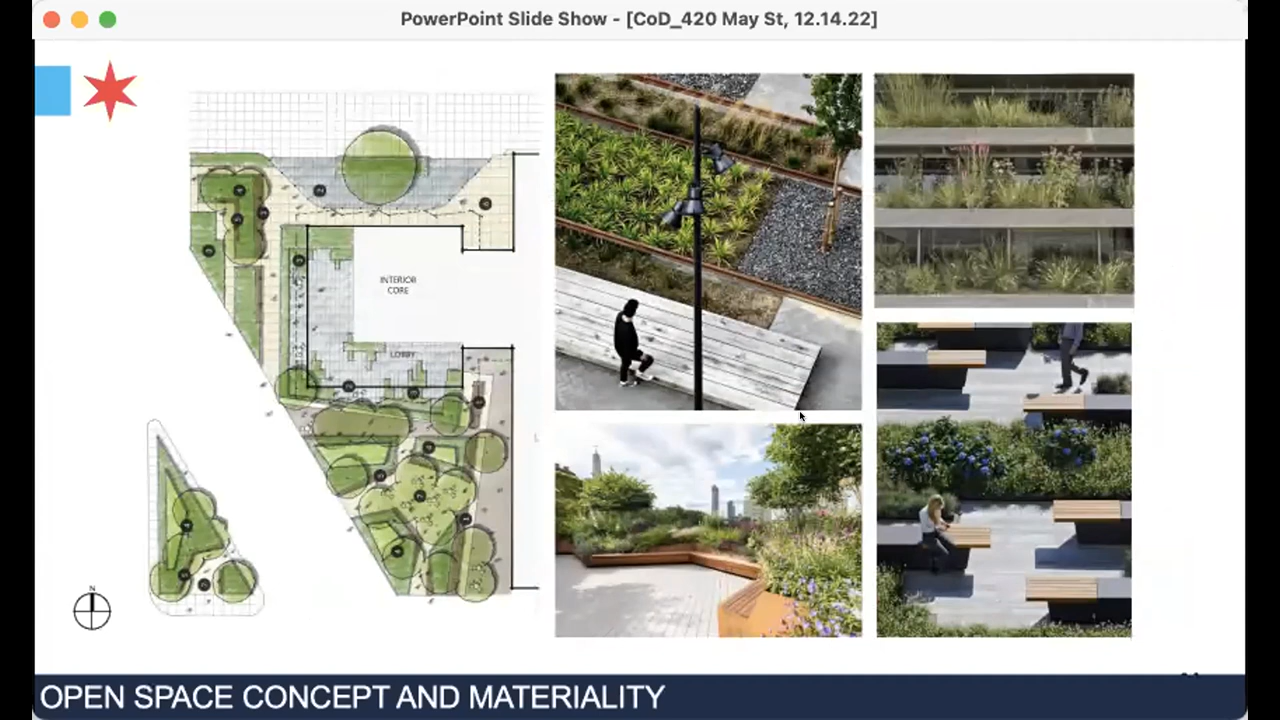 PowerPoint Slide Show - [CoD_420 May St, 12.14.22]
INTERIOR
CORE
LOBBY
N
OPEN SPACE CONCEPT AND MATERIALITY